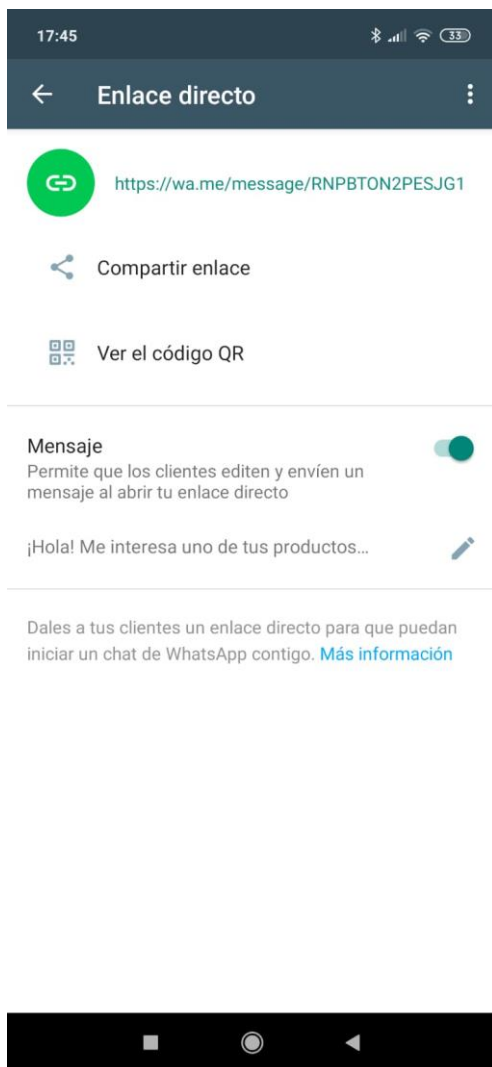 17:45
33
Enlace directo
https://wa.me/message/RNPBTON2PESJG1
Compartir enlace
Ver el código QR
Mensaje
Permite que los clientes editen y envíen un
mensaje al abrir tu enlace directo
¡Hola! Me interesa uno de tus productos...
Dales a tus clientes un enlace directo para que puedan
iniciar un chat de WhatsApp contigo. Más información